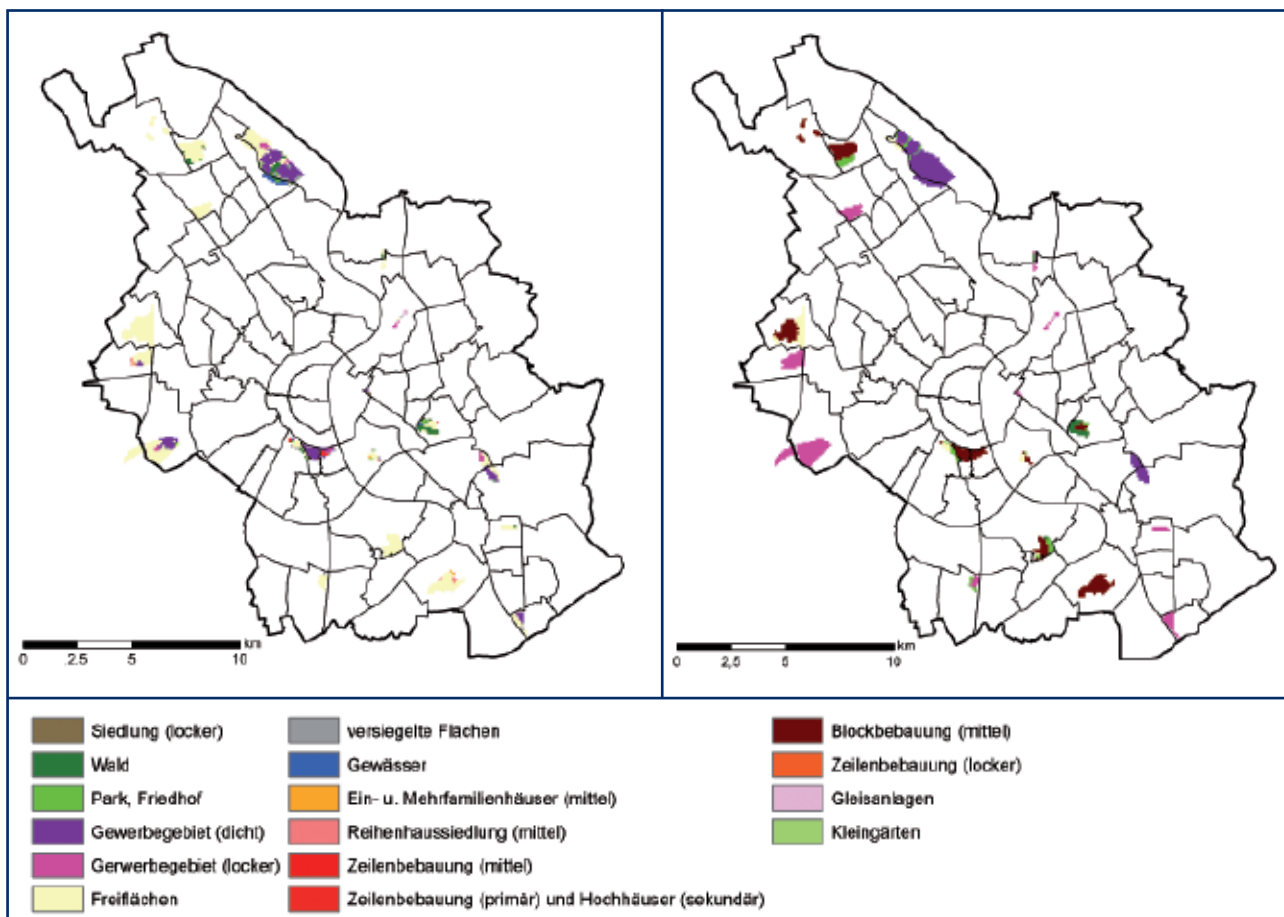 km
0 2.5 5 10
km
0 2,5 5 10
Siedlung (locker)
Wald
Park, Friedhof
Gewerbegebiet (dicht)
Gerwerbegebiet (locker)
Freiflächen
versiegelte Flächen
Gewässer
Ein- u. Mehrfamilienhäuser (mittel)
Reihenhaussiedlung (mittel)
Zeilenbebauung (mittel)
Zeilenbebauung (primär) und Hochhäuser (sekundär)
Blockbebauung (mittel)
Zeilenbebauung (locker)
Gleisanlagen
Kleingärten